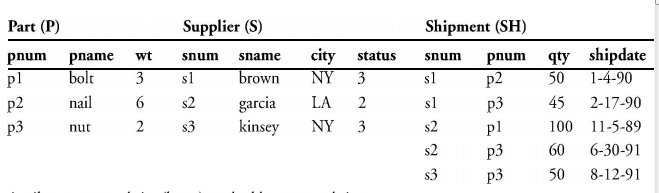 Part (P) Supplier (S) Shipment (SH)
pnum pname wt snum sname city status snum pnum qty shipdate
p1 bolt 3 s1 brown NY 3 s1 p2 50 1-4-90
p2 nail 6 s2 garcia LA 2 s1 p3 45 2-17-90
p3 nut 2 s3 kinsey NY 3 s2 p1 100 11-5-89
s2 p3 60 6-30-91
s3 p3 50 8-12-91